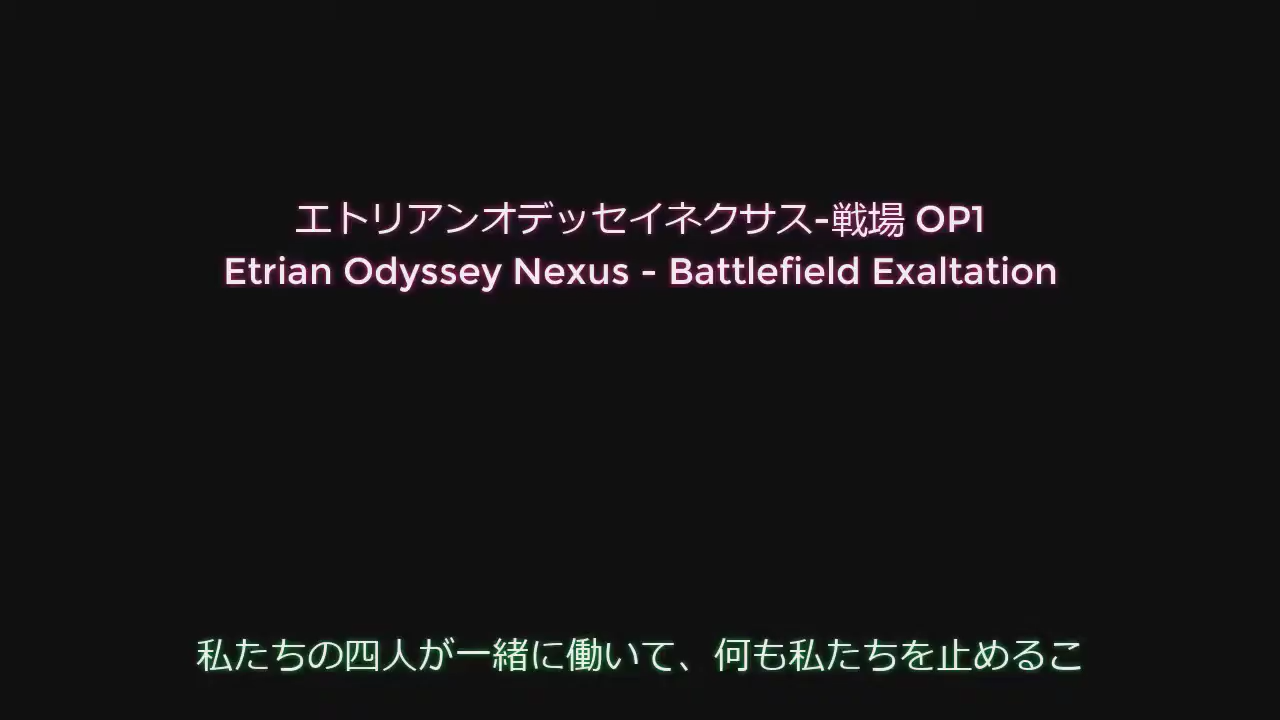 エトリアンオデッセイネクサス-戦場 OP1
Etrian Odyssey Nexus - Battlefield Exaltation
私たちの四人が一緒に働いて、何も私たちを止めるこ